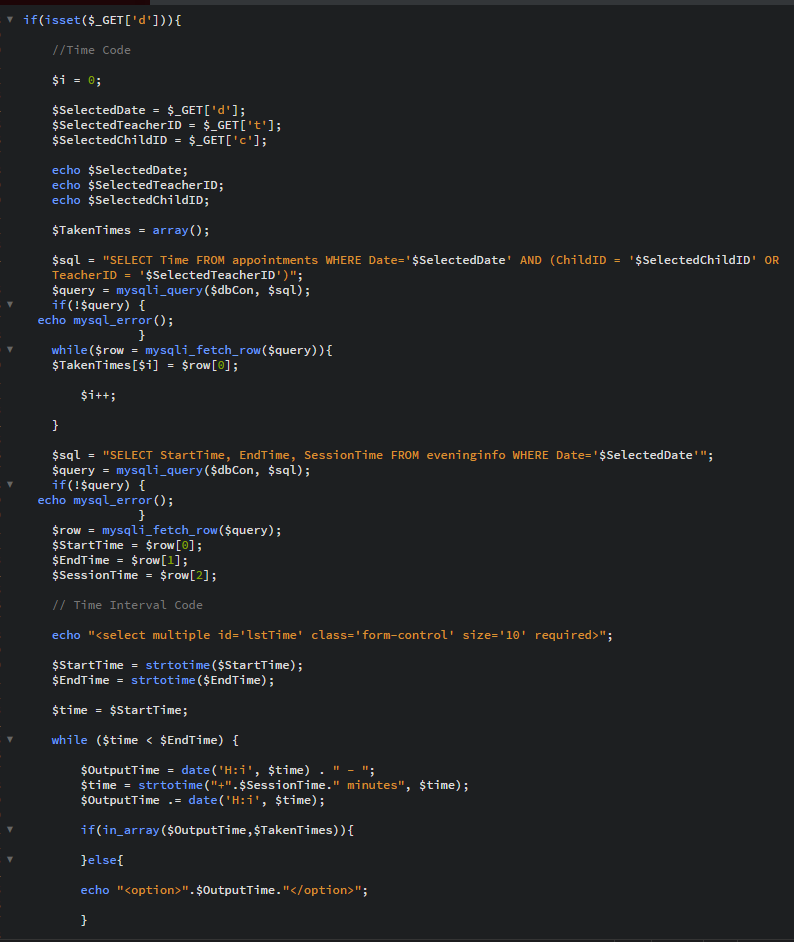 if(isset($_GET['d'])){
//Time Code
$i = 0;
$SelectedDate = $_GET['d'];
$SelectedTeacherID = $_GET['t'];
$SelectedChildID = $_GET['c'];
echo $SelectedDate;
echo $SelectedTeacherID;
echo $SelectedChildID;
$TakenTimes = array();
$sql = "SELECT Time FROM appointments WHERE Date='$SelectedDate' AND (ChildID = '$SelectedChildID' OR
TeacherID = '$SelectedTeacherID')";
$query = mysqli_query($dbCon, $sql);
if(!$query) {
echo mysql_error();
}
while($row = mysqli_fetch_row($query)){
$TakenTimes[$i] = $row[0];
$i++;
}
$sql = "SELECT StartTime, EndTime, SessionTime FROM eveninginfo WHERE Date='$SelectedDate'";
$query = mysqli_query($dbCon, $sql);
if(!$query) {
echo mysql_error();
}
$row = mysqli_fetch_row($query);
$StartTime = $row[0];
$EndTime = $row[1];
$SessionTime = $row[2];
// Time Interval Code
echo "<select multiple id='lstTime' class='form-control' size='10' required>";
$StartTime = strtotime($StartTime);
$EndTime = strtotime($EndTime);
$time = $StartTime;
while ($time < $EndTime) {
$OutputTime = date('H:i', $time) . " - ";
$time = strtotime("+".$SessionTime." minutes", $time);
$OutputTime .= date('H:i', $time);
if(in_array($OutputTime,$TakenTimes)){
}else{
echo "<option>".$OutputTime."</option>";
}